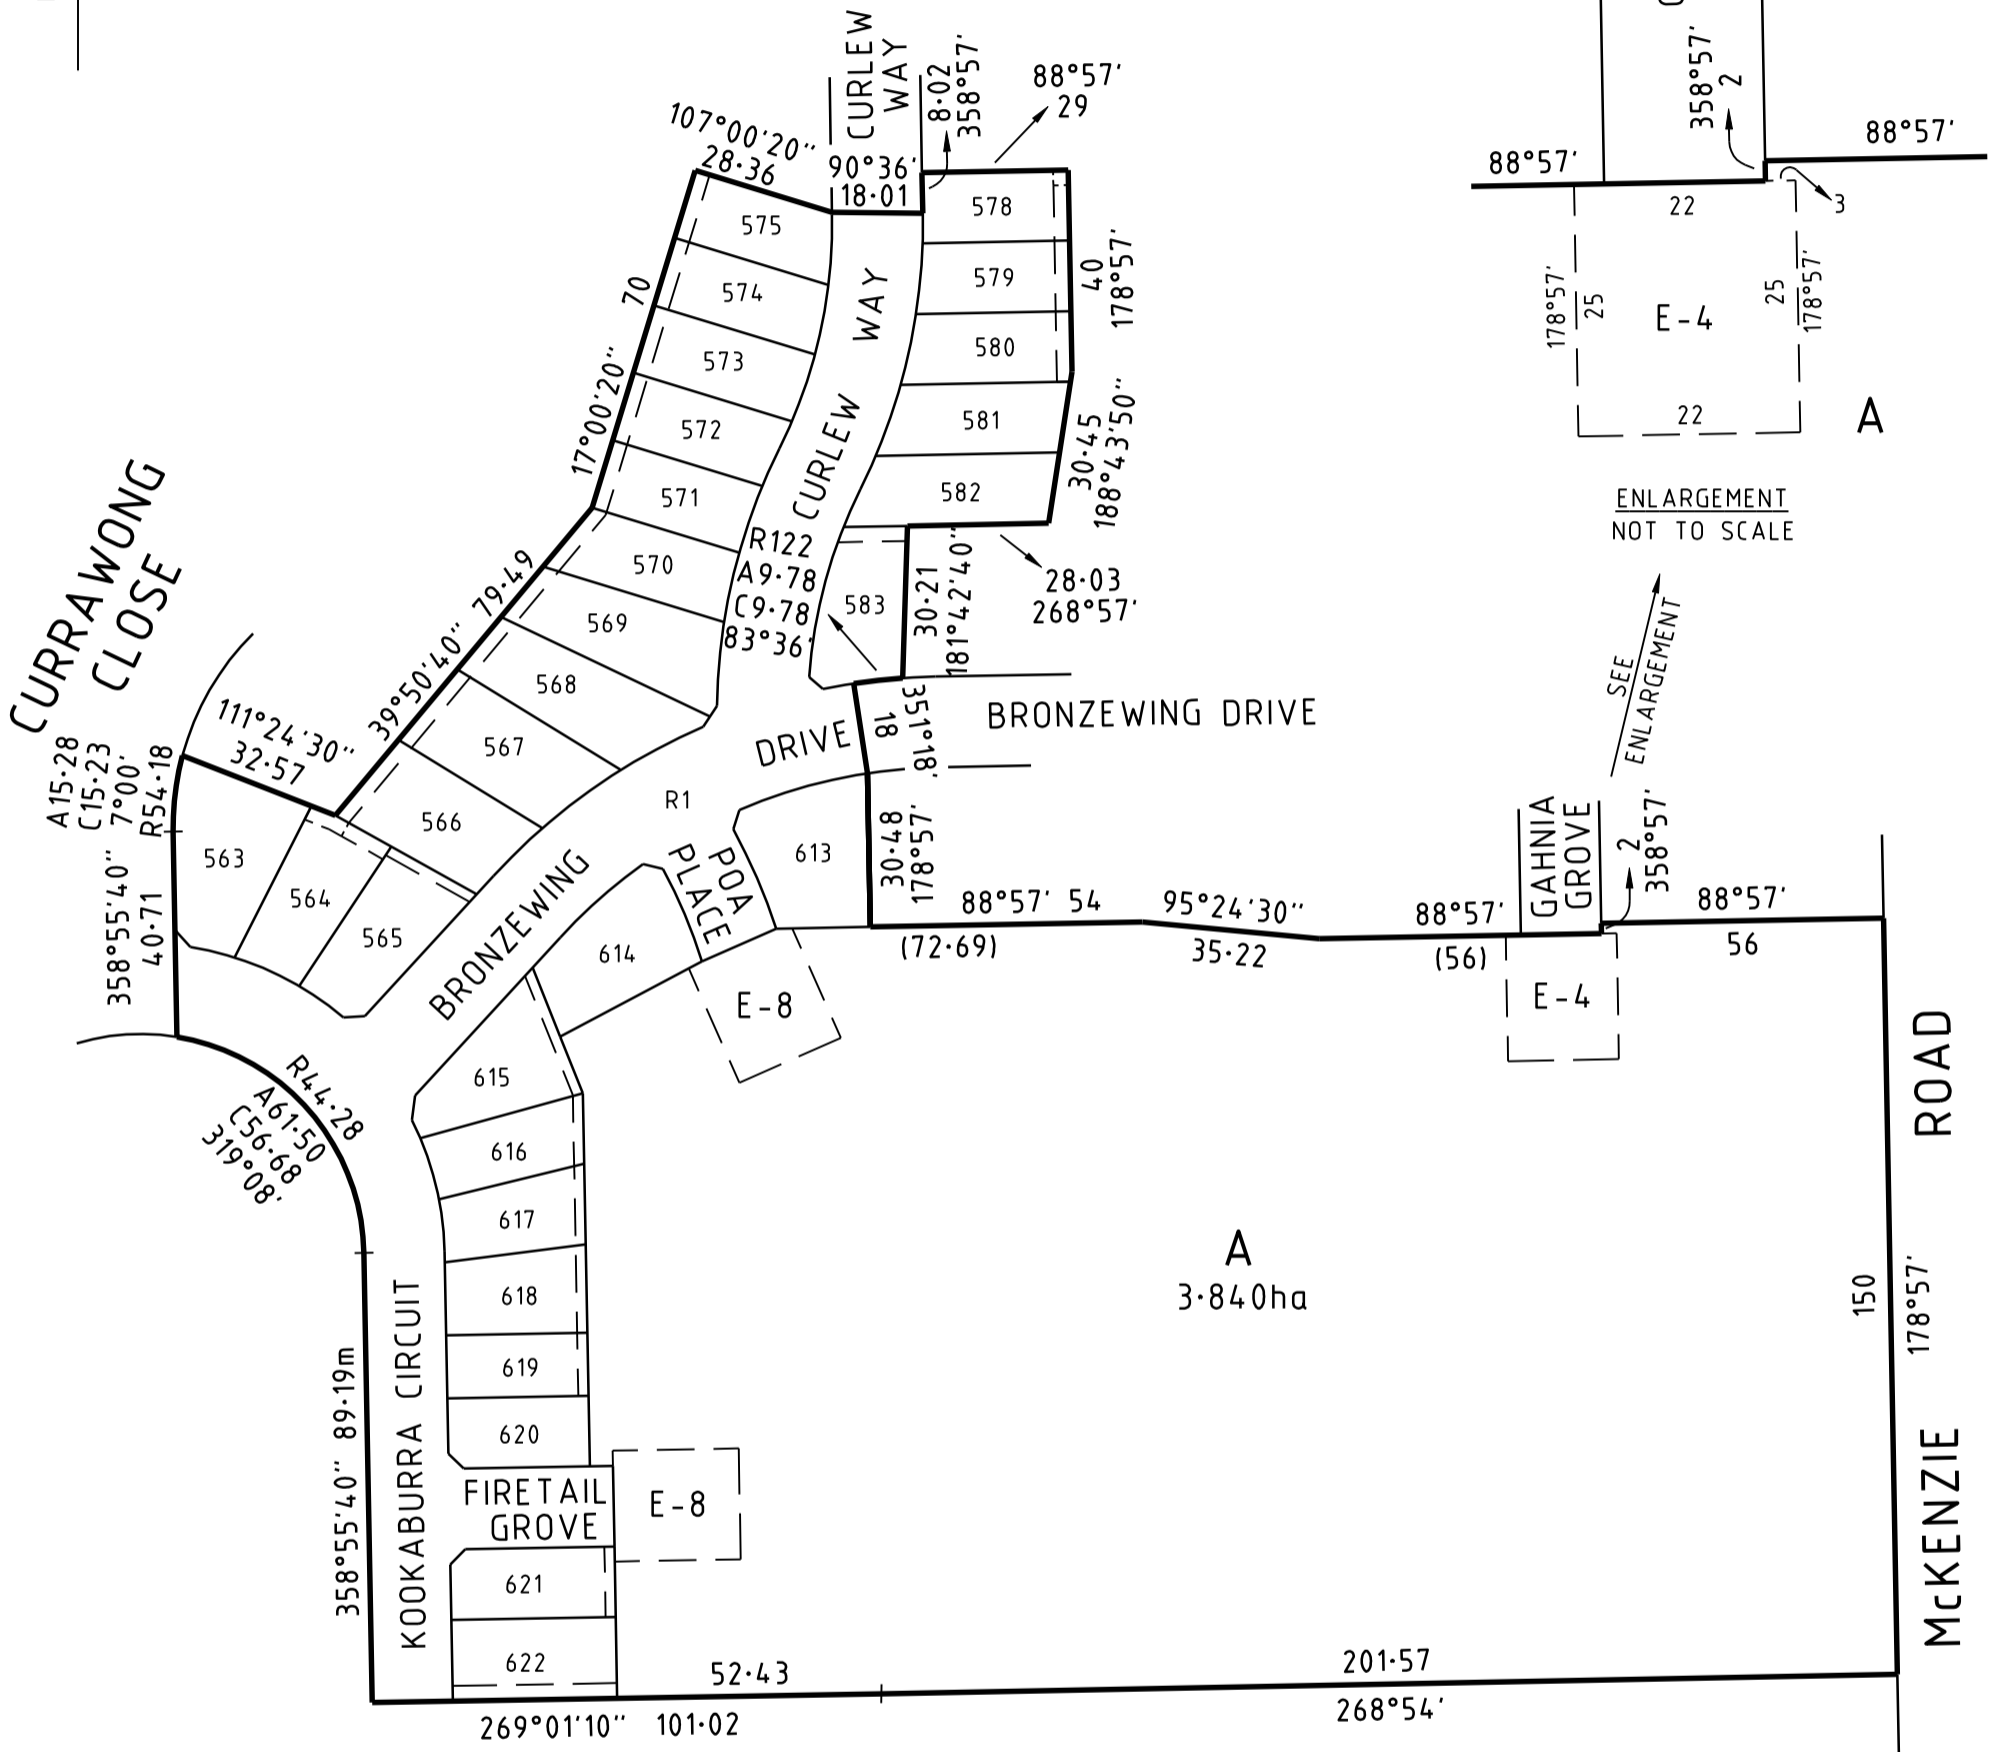 CURLEW
WAY
8·02
358°57'
88°57'
29
107°00'20"
28·36
90°36'
18·01
575
574
573
572
571
570
569
568
567
566
563
564
565
578
579
580
581
582
583
40
178°57'
30·45
188°43'50"
28·03
268°57'
30·21
181°42'40"
70
17°00'20"
39°50'40" 79·49
CURLEW WAY
R122
A9·78
C9·78
83°36'
CURRAWONG
CLOSE
111°24'30"
32·57
A15·28
C15·23
7°00'
R54·18
358°55'40"
40·71
351°18'
18
BRONZEWING DRIVE
DRIVE
R1
BRONZEWING
POA
PLACE
613
614
30·48
178°57'
88°57' 54
(72·69)
95°24'30"
35·22
88°57'
(56)
GAHNIA
GROVE
2
358°57'
88°57'
56
E-4
E-8
358°57'
2
88°57'
88°57'
22
3
178°57'
25
E-4
25
178°57'
22
A
ENLARGEMENT
NOT TO SCALE
SEE
ENLARGEMENT
R44·28
A61·50
C56·68
319°08'
615
616
617
618
619
620
FIRETAIL
GROVE
E-8
621
622
KOOKABURRA CIRCUIT
358°55'40" 89·19m
A
3·840ha
150
178°57'
McKENZIE ROAD
52·43
201·57
269°01'10" 101·02
268°54'